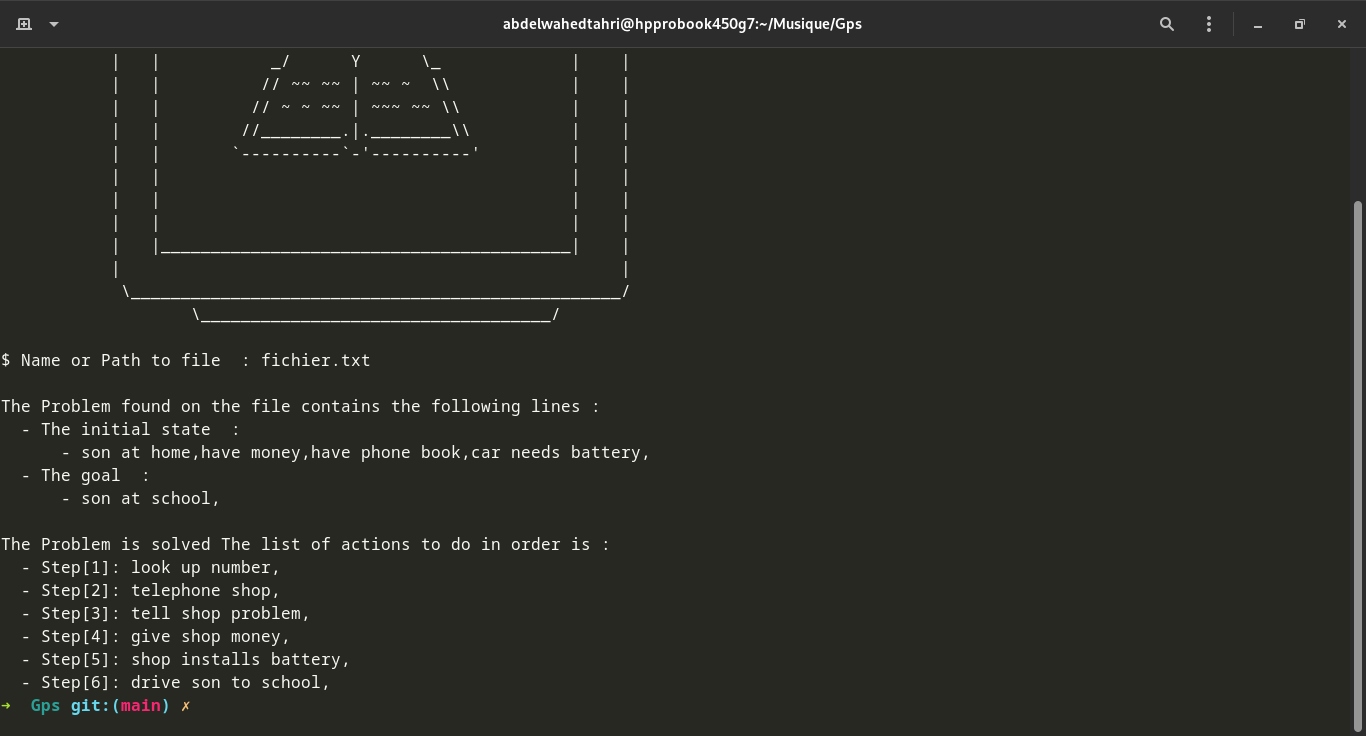 abdelwahedtahri@hpprobook450g7:~/Musique/Gps
|   |           _/      Y      \_             |    |
|   |          // ~~ ~~ | ~~ ~  \\            |    |
|   |         // ~ ~ ~~ | ~~~ ~~ \\           |    |
|   |        //________.|.________\\          |    |
|   |       `----------`-'----------'         |    |
|   |                                         |    |
|   |                                         |    |
|   |                                         |    |
|   |_________________________________________|    |
|                                                  |
 \_________________________________________________/
        \___________________________________/
$ Name or Path to file  : fichier.txt
The Problem found on the file contains the following lines :
  - The initial state  :
      - son at home,have money,have phone book,car needs battery,
  - The goal  :
      - son at school,
The Problem is solved The list of actions to do in order is :
  - Step[1]: look up number,
  - Step[2]: telephone shop,
  - Step[3]: tell shop problem,
  - Step[4]: give shop money,
  - Step[5]: shop installs battery,
  - Step[6]: drive son to school,
➜  Gps git:(main) ✗